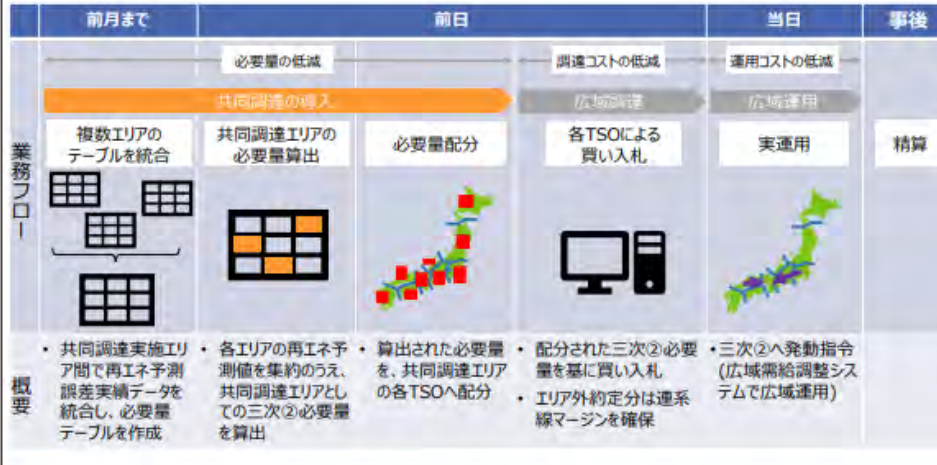 前月まで
前日
当日
事後
必要量の低減
調達コストの低減
運用コストの低減
共同調達の導入
広域調達
広域運用
業務フロー
複数エリアの
テーブルを統合
共同調達エリアの
必要量算出
必要量配分
各TSOによる
買い入札
実運用
精算
概要
• 共同調達実施エリ
ア間で再エネ予測
誤差実績データを
統合し、必要量
テーブルを作成
• 各エリアの再エネ予
測値を集約のうえ、
共同調達エリアとし
ての三次②必要量
を算出
• 算出された必要量
を、共同調達エリア
の各TSOへ配分
• 配分された三次②必要
量を基に買い入札
• エリア外約定分は連系
線マージンを確保
•三次②へ発動指令
(広域需給調整シス
テムで広域運用)